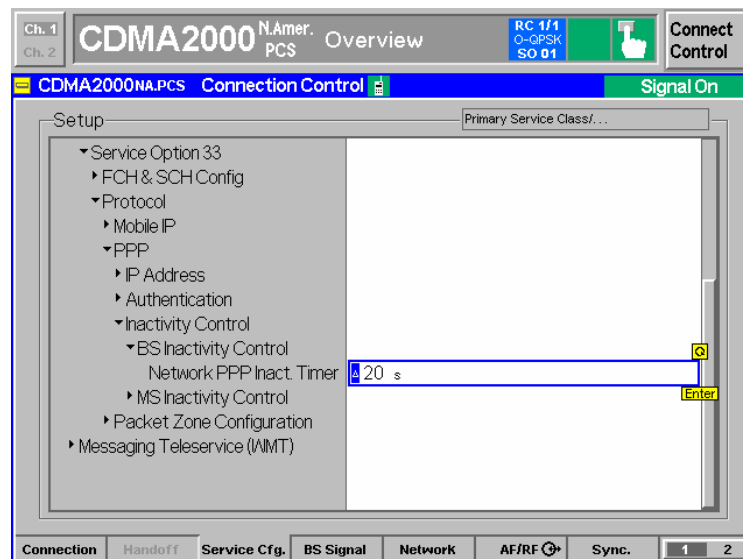 Ch. 1
Ch. 2
CDMA2000 N.Amer. PCS Overview
RC 1/1
O-QPSK
SO 01
Connect
Control
CDMA2000 NA.PCS Connection Control
Signal On
Setup
Primary Service Class/...
Service Option 33
FCH & SCH Config
Protocol
Mobile IP
PPP
IP Address
Authentication
Inactivity Control
BS Inactivity Control
Network PPP Inact. Timer 20 s
Q
Enter
MS Inactivity Control
Packet Zone Configuration
Messaging Teleservice (WMT)
Connection Handoff Service Cfg. BS Signal Network AF/RF Sync. 1 2